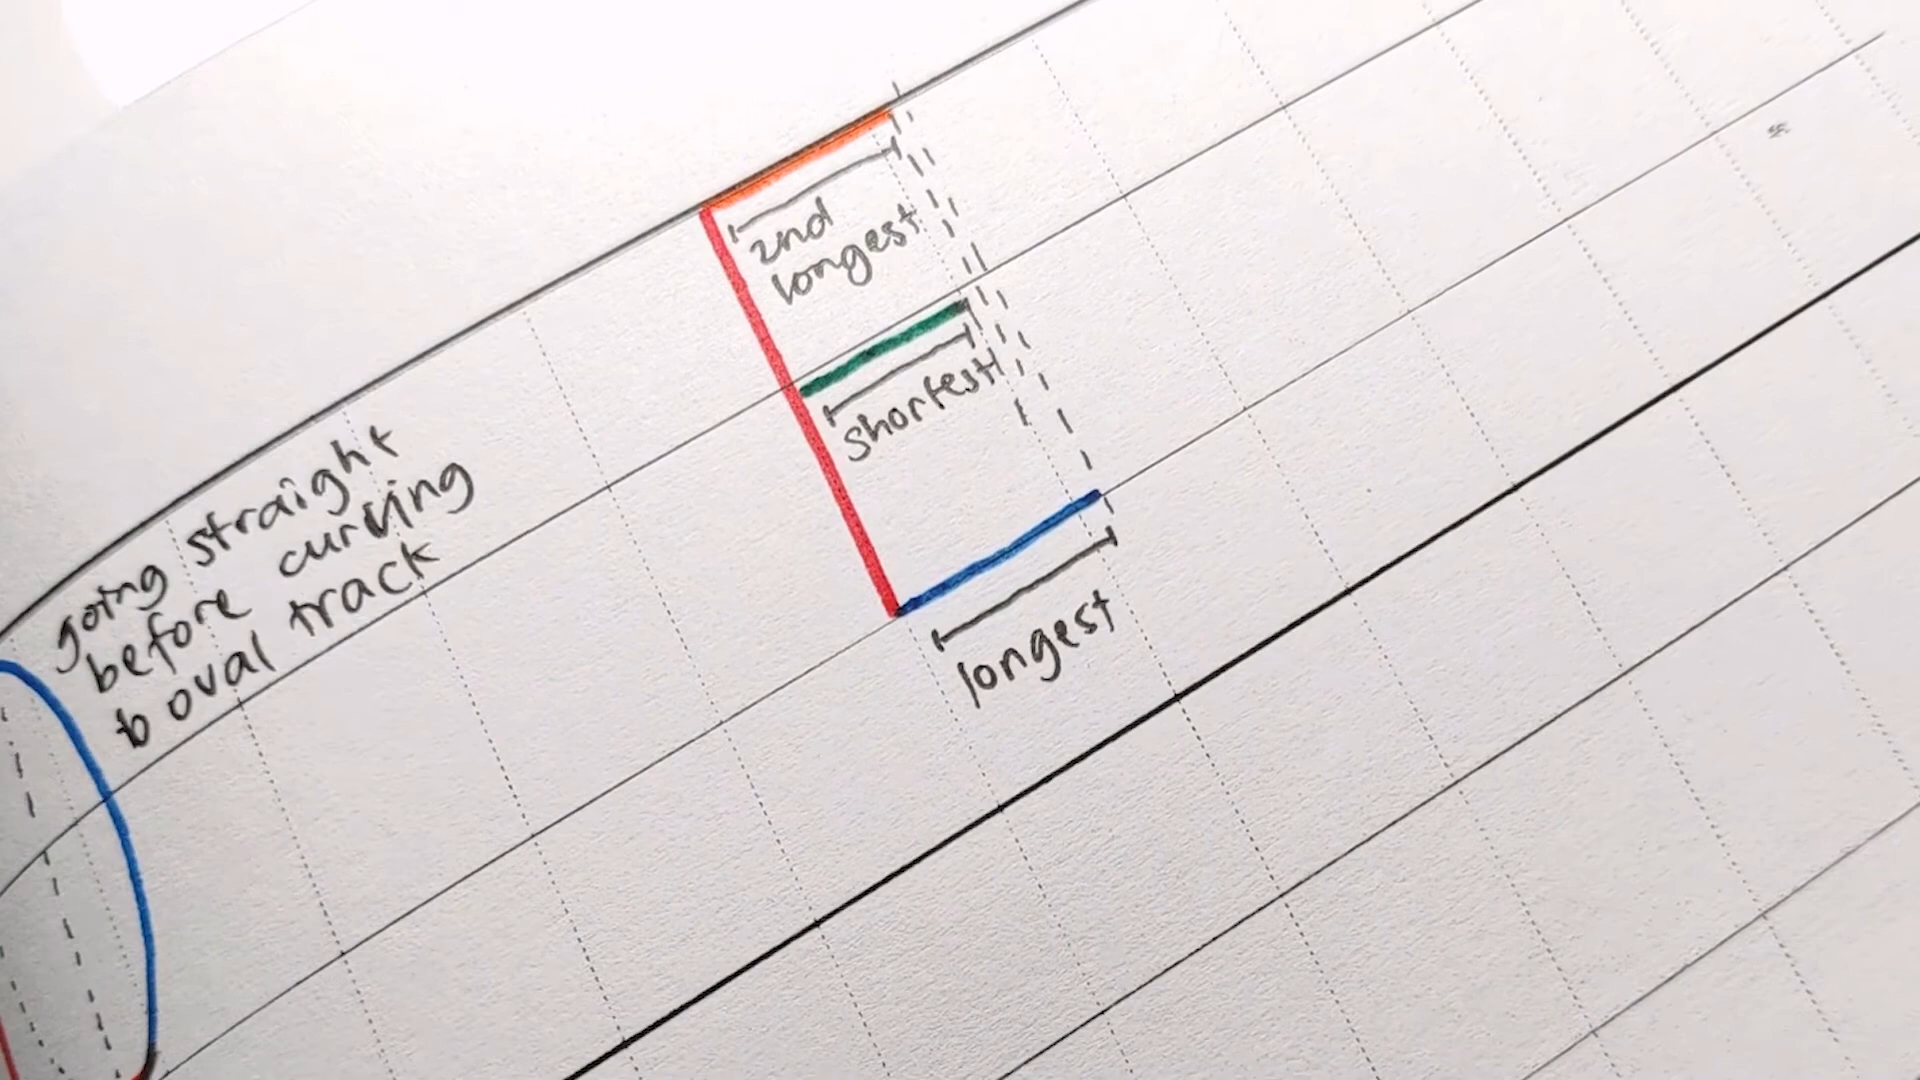 2nd
longest
shortest
longest
going straight
before curving
to oval track